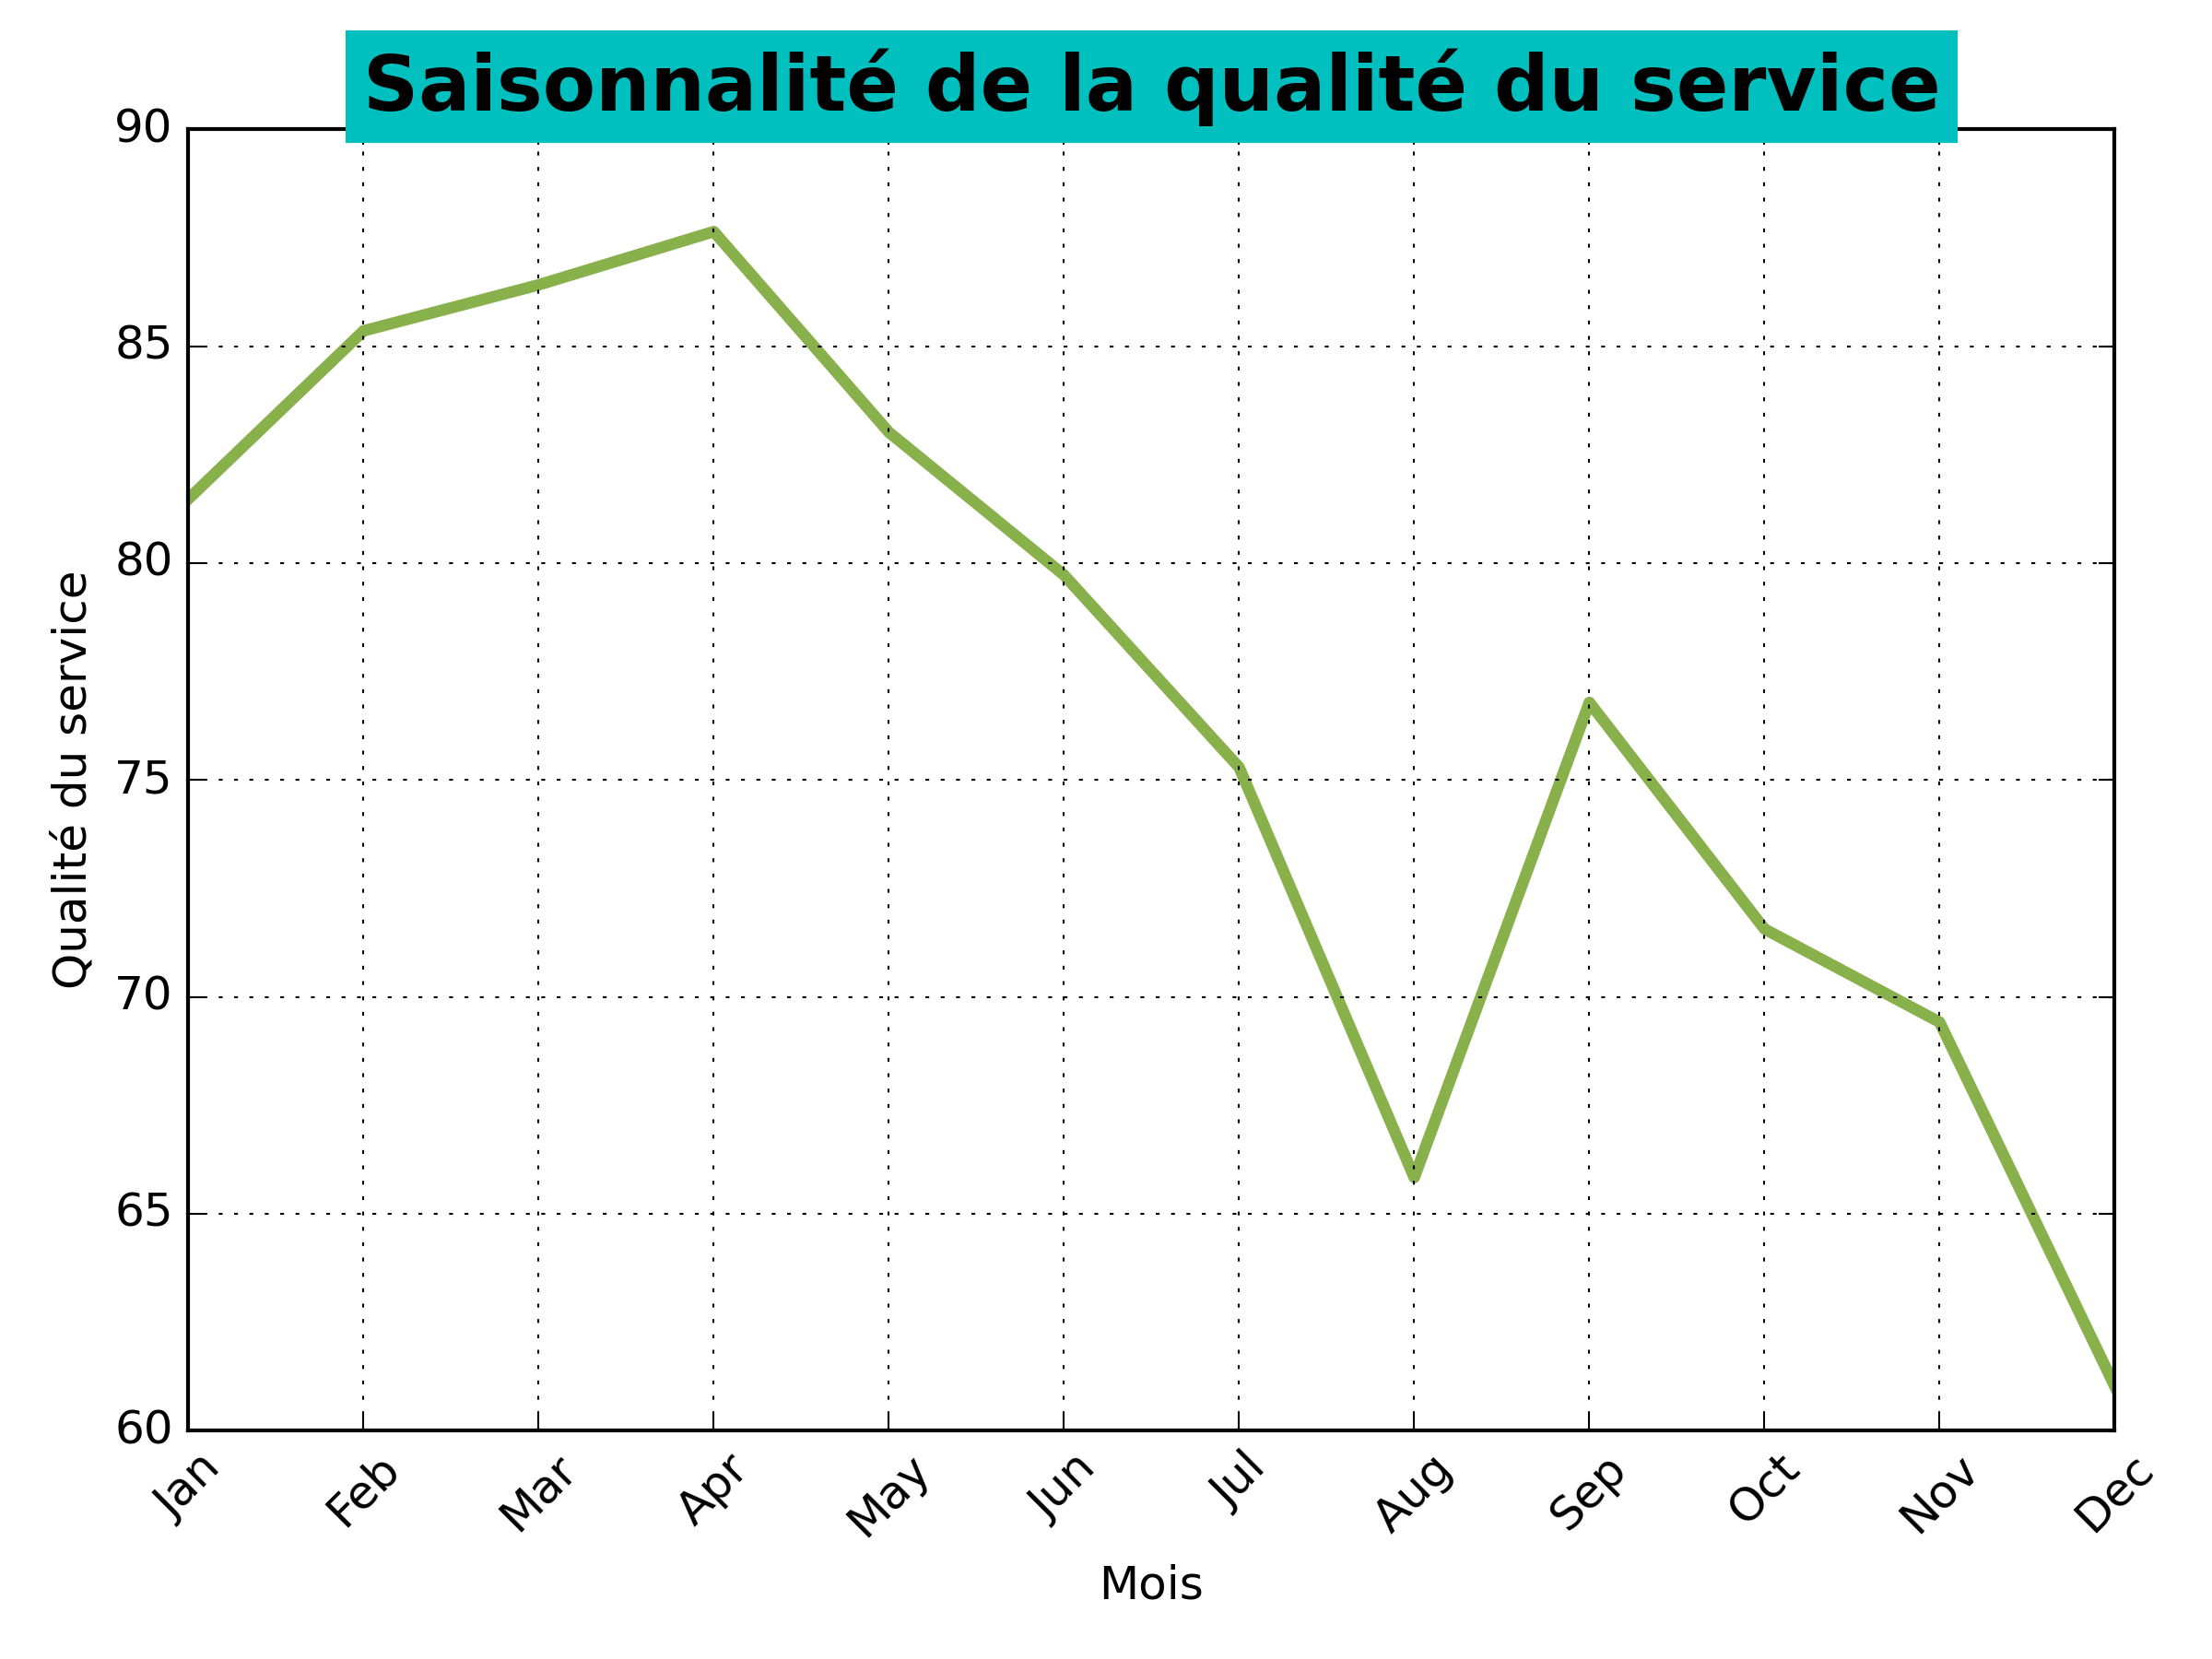 Saisonnalité de la qualité du service
90
85
80
75
70
65
60
Qualité du service
Jan Feb Mar Apr May Jun Jul Aug Sep Oct Nov Dec
Mois